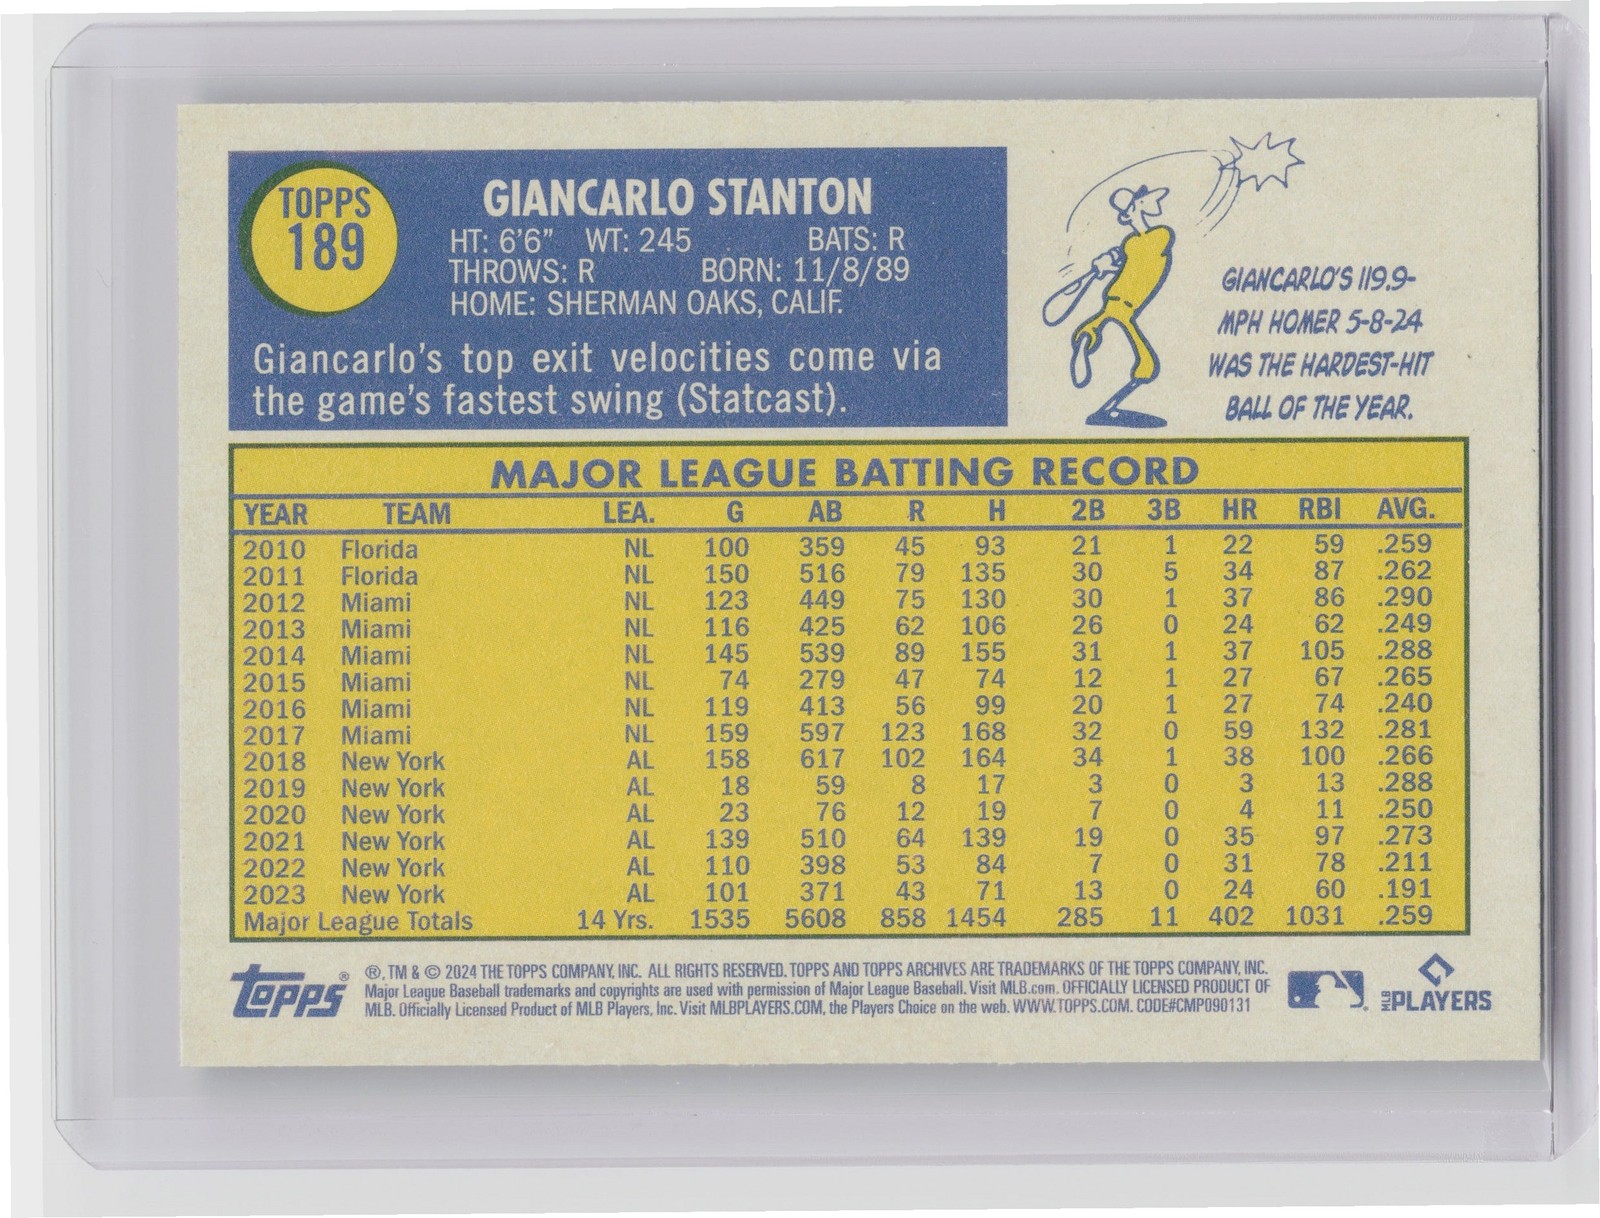 TOPPS
189
GIANCARLO STANTON
HT: 6'6" WT: 245 BATS: R
THROWS: R BORN: 11/8/89
HOME: SHERMAN OAKS, CALIF.
Giancarlo's top exit velocities come via
the game's fastest swing (Statcast).
GIANCARLO'S 119.9-
MPH HOMER 5-8-24
WAS THE HARDEST-HIT
BALL OF THE YEAR.
MAJOR LEAGUE BATTING RECORD
YEAR TEAM LEA. G AB R H 2B 3B HR RBI AVG.
2010 Florida NL 100 359 45 93 21 1 22 59 .259
2011 Florida NL 150 516 79 135 30 5 34 87 .262
2012 Miami NL 123 449 75 130 30 1 37 86 .290
2013 Miami NL 116 425 62 106 26 0 24 62 .249
2014 Miami NL 145 539 89 155 31 1 37 105 .288
2015 Miami NL 74 279 47 74 12 1 27 67 .265
2016 Miami NL 119 413 56 99 20 1 27 74 .240
2017 Miami NL 159 597 123 168 32 0 59 132 .281
2018 New York AL 158 617 102 164 34 1 38 100 .266
2019 New York AL 18 59 8 17 3 0 3 13 .288
2020 New York AL 23 76 12 19 7 0 4 11 .250
2021 New York AL 139 510 64 139 19 0 35 97 .273
2022 New York AL 110 398 53 84 7 0 31 78 .211
2023 New York AL 101 371 43 71 13 0 24 60 .191
Major League Totals 14 Yrs. 1535 5608 858 1454 285 11 402 1031 .259
Topps®
®, TM & © 2024 THE TOPPS COMPANY, INC. ALL RIGHTS RESERVED. TOPPS AND TOPPS ARCHIVES ARE TRADEMARKS OF THE TOPPS COMPANY, INC.
Major League Baseball trademarks and copyrights are used with permission of Major League Baseball. Visit MLB.com. OFFICIALLY LICENSED PRODUCT OF
MLB. Officially Licensed Product of MLB Players, Inc. Visit MLBPLAYERS.COM, the Players Choice on the web. WWW.TOPPS.COM. CODE#CMP090131
MLB PLAYERS